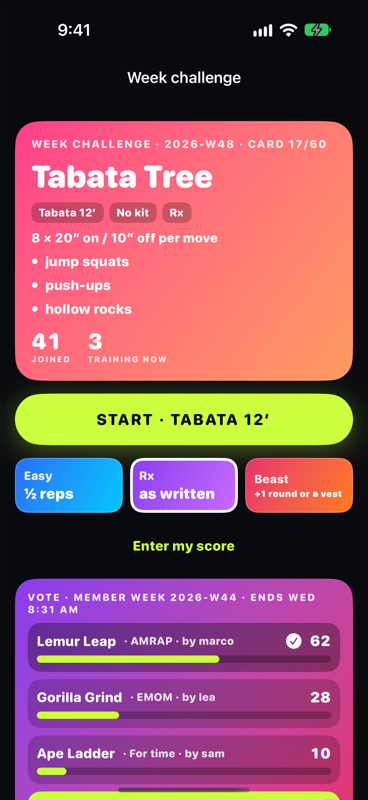 9:41
Week challenge
WEEK CHALLENGE · 2026-W48 · CARD 17/60
Tabata Tree
Tabata 12′ No kit Rx
8 × 20″ on / 10″ off per move
• jump squats
• push-ups
• hollow rocks
41 3
JOINED TRAINING NOW
START · TABATA 12′
Easy
½ reps
Rx
as written
Beast
+1 round or a vest
Enter my score
VOTE · MEMBER WEEK 2026-W44 · ENDS WED
8:31 AM
Lemur Leap · AMRAP · by marco 62
Gorilla Grind · EMOM · by lea 28
Ape Ladder · For time · by sam 10